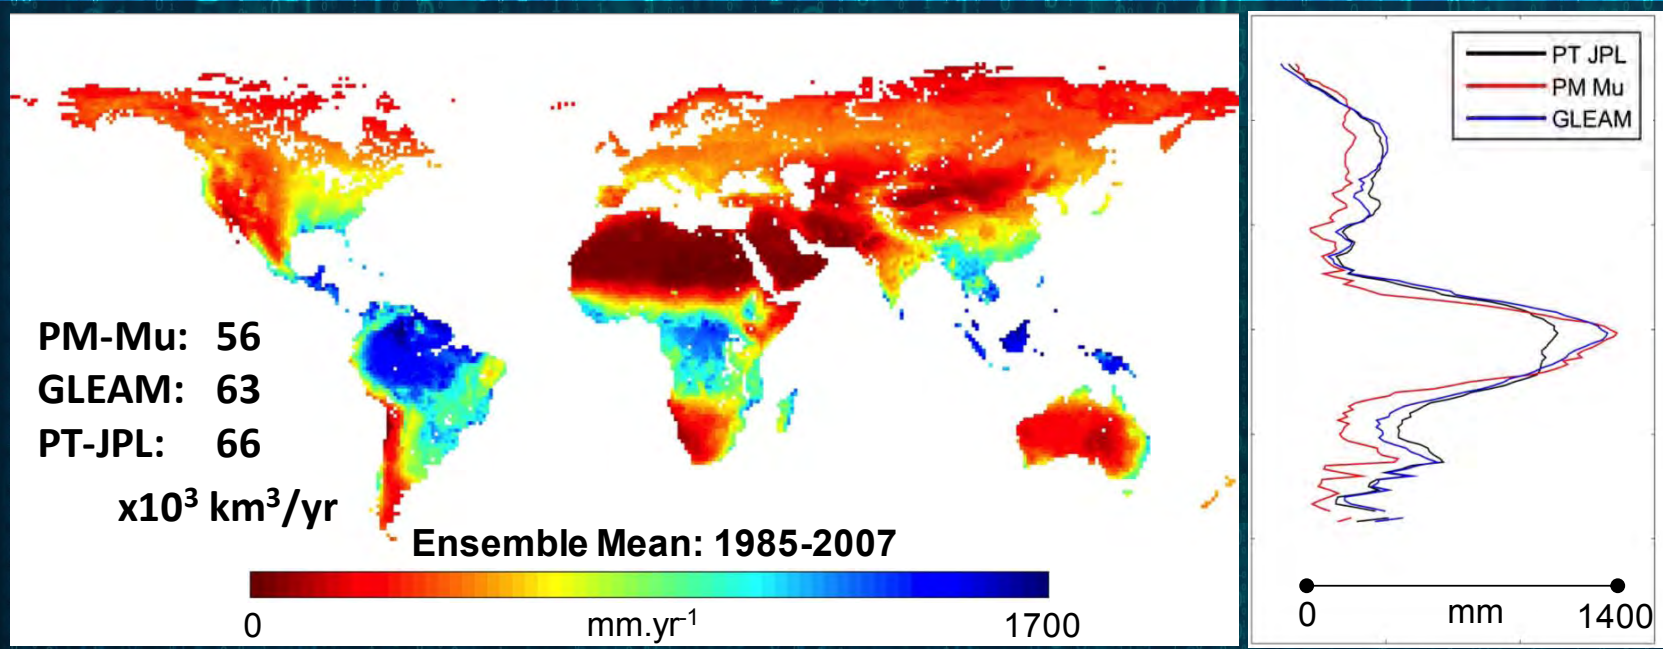 PM-Mu: 56
GLEAM: 63
PT-JPL: 66
x10³ km³/yr
Ensemble Mean: 1985-2007
0 mm.yr⁻¹ 1700
PT JPL
PM Mu
GLEAM
0 mm 1400